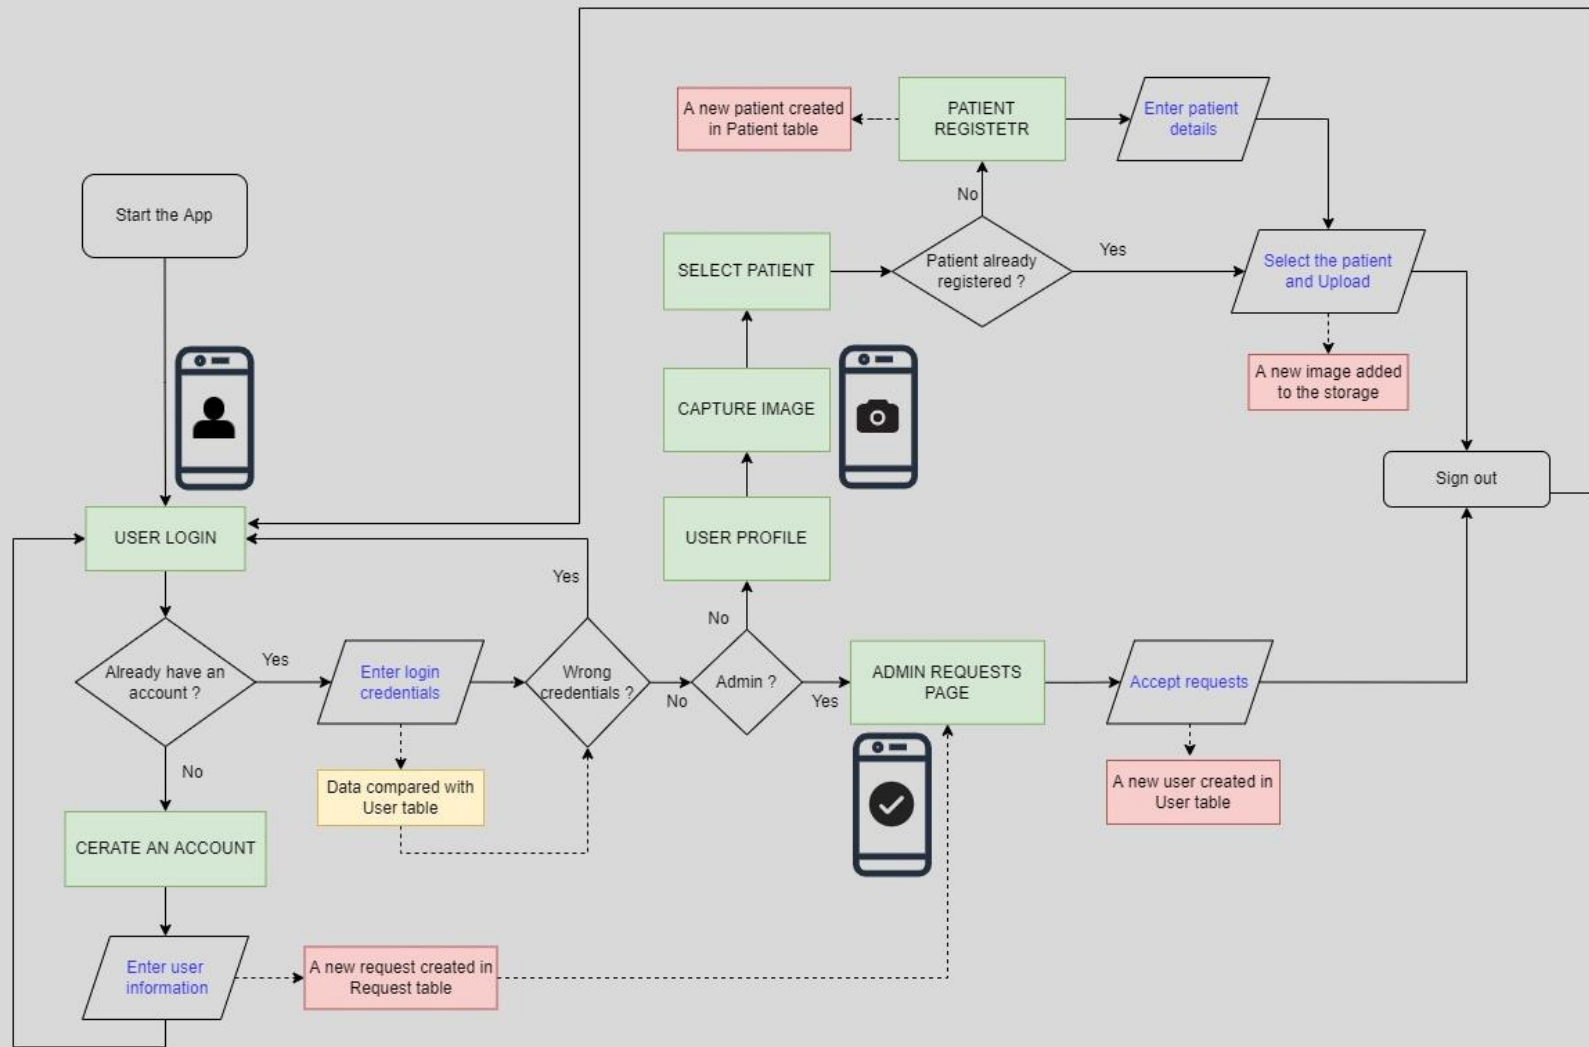 A new patient created
in Patient table
PATIENT
REGISTETR
Enter patient
details
Start the App
No
SELECT PATIENT
Patient already
registered ?
Yes
Select the patient
and Upload
A new image added
to the storage
CAPTURE IMAGE
Sign out
USER LOGIN
USER PROFILE
Yes
No
Already have an
account ?
Yes
Enter login
credentials
Wrong
credentials ?
No
Admin ?
Yes
ADMIN REQUESTS
PAGE
Accept requests
No
Data compared with
User table
A new user created in
User table
CERATE AN ACCOUNT
Enter user
information
A new request created in
Request table